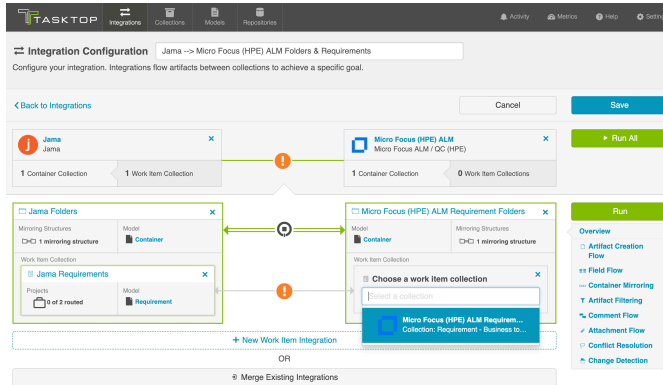 TASKTOP
Integrations
Collections
Models
Repositories
Activity
Metrics
Help
Setting
Integration Configuration
Jama --> Micro Focus (HPE) ALM Folders & Requirements
Configure your integration. Integrations flow artifacts between collections to achieve a specific goal.
Back to Integrations
Cancel
Save
Jama
Jama
1 Container Collection
1 Work Item Collection
Micro Focus (HPE) ALM
Micro Focus ALM / QC (HPE)
1 Container Collection
0 Work Item Collections
Run All
Jama Folders
Mirroring Structures
1 mirroring structure
Model
Container
Work Item Collection
Jama Requirements
Projects
0 of 2 routed
Model
Requirement
Micro Focus (HPE) ALM Requirement Folders
Model
Container
Mirroring Structures
1 mirroring structure
Work Item Collection
Choose a work item collection
Select a collection
Micro Focus (HPE) ALM Requirem...
Collection: Requirement - Business to...
Run
Overview
Artifact Creation
Flow
Field Flow
Container Mirroring
Artifact Filtering
Comment Flow
Attachment Flow
Conflict Resolution
Change Detection
+ New Work Item Integration
OR
Merge Existing Integrations